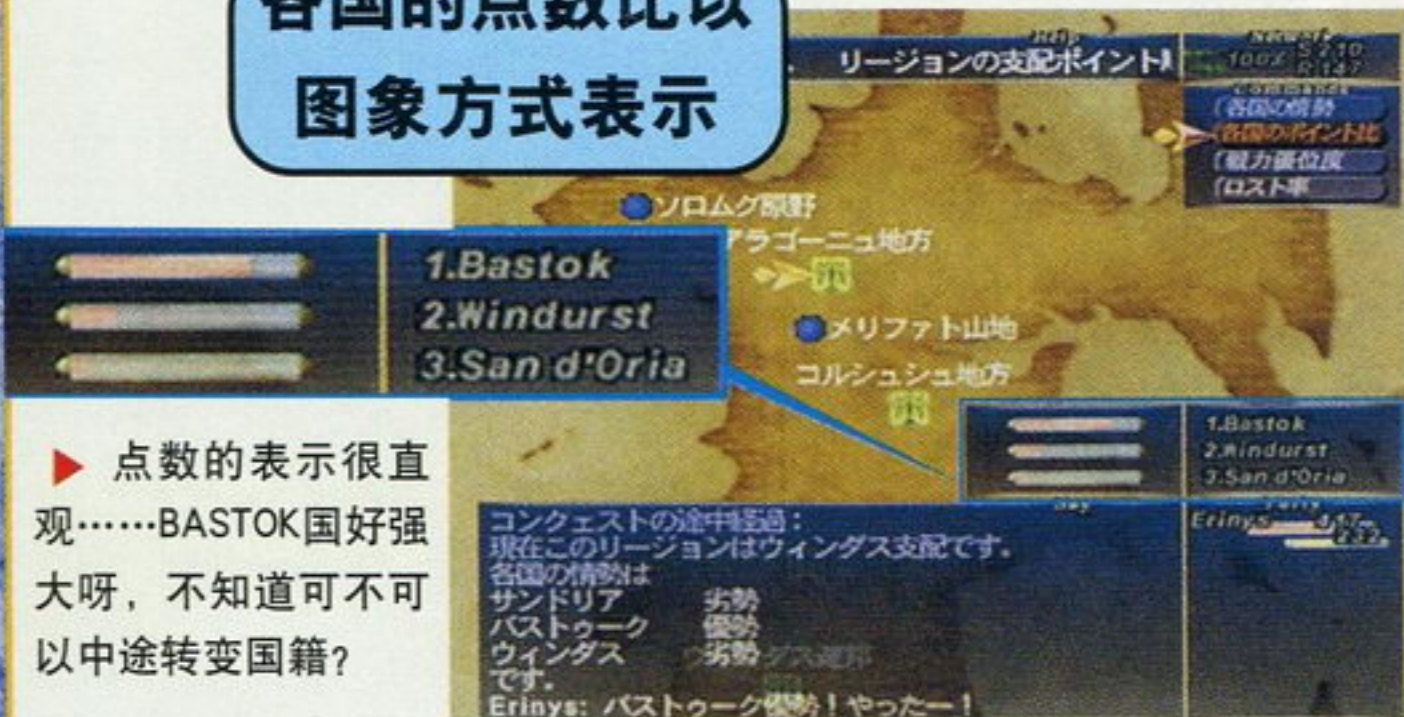 各国的点数比以
图象方式表示
リージョンの支配ポイント
100%
各国の情勢
各国のポイント比
戦力優位度
ロスト率
ソロムグ原野
アラゴーニュ地方
メリファト山地
コルシュシュ地方
1.Bastok
2.Windurst
3.San d'Oria
1.Bastok
2.Windurst
3.San d'Oria
▶ 点数的表示很直
观……BASTOK国好强
大呀，不知道可不可
以中途转变国籍?
コンクェストの途中経過：
現在このリージョンはウィンダス支配です。
各国の情勢は
サンドリア 劣勢
バストゥーク 優勢
ウィンダス 劣勢
です。
Erinys: バストゥーク優勢！やったー！
Erinys